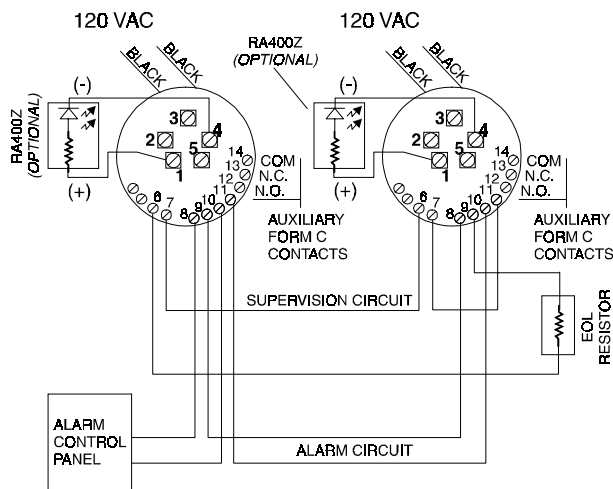 120 VAC
120 VAC
RA400Z
(OPTIONAL)
BLACK
BLACK
BLACK
BLACK
(-)
(-)
RA400Z
(OPTIONAL)
(+)
(+)
3
2
4
5
1
14
13
12
11
10
9
8
7
6
COM
N.C.
N.O.
AUXILIARY
FORM C
CONTACTS
3
2
4
5
1
14
13
12
11
10
9
8
7
6
COM
N.C.
N.O.
AUXILIARY
FORM C
CONTACTS
SUPERVISION CIRCUIT
EOL
RESISTOR
ALARM
CONTROL
PANEL
ALARM CIRCUIT